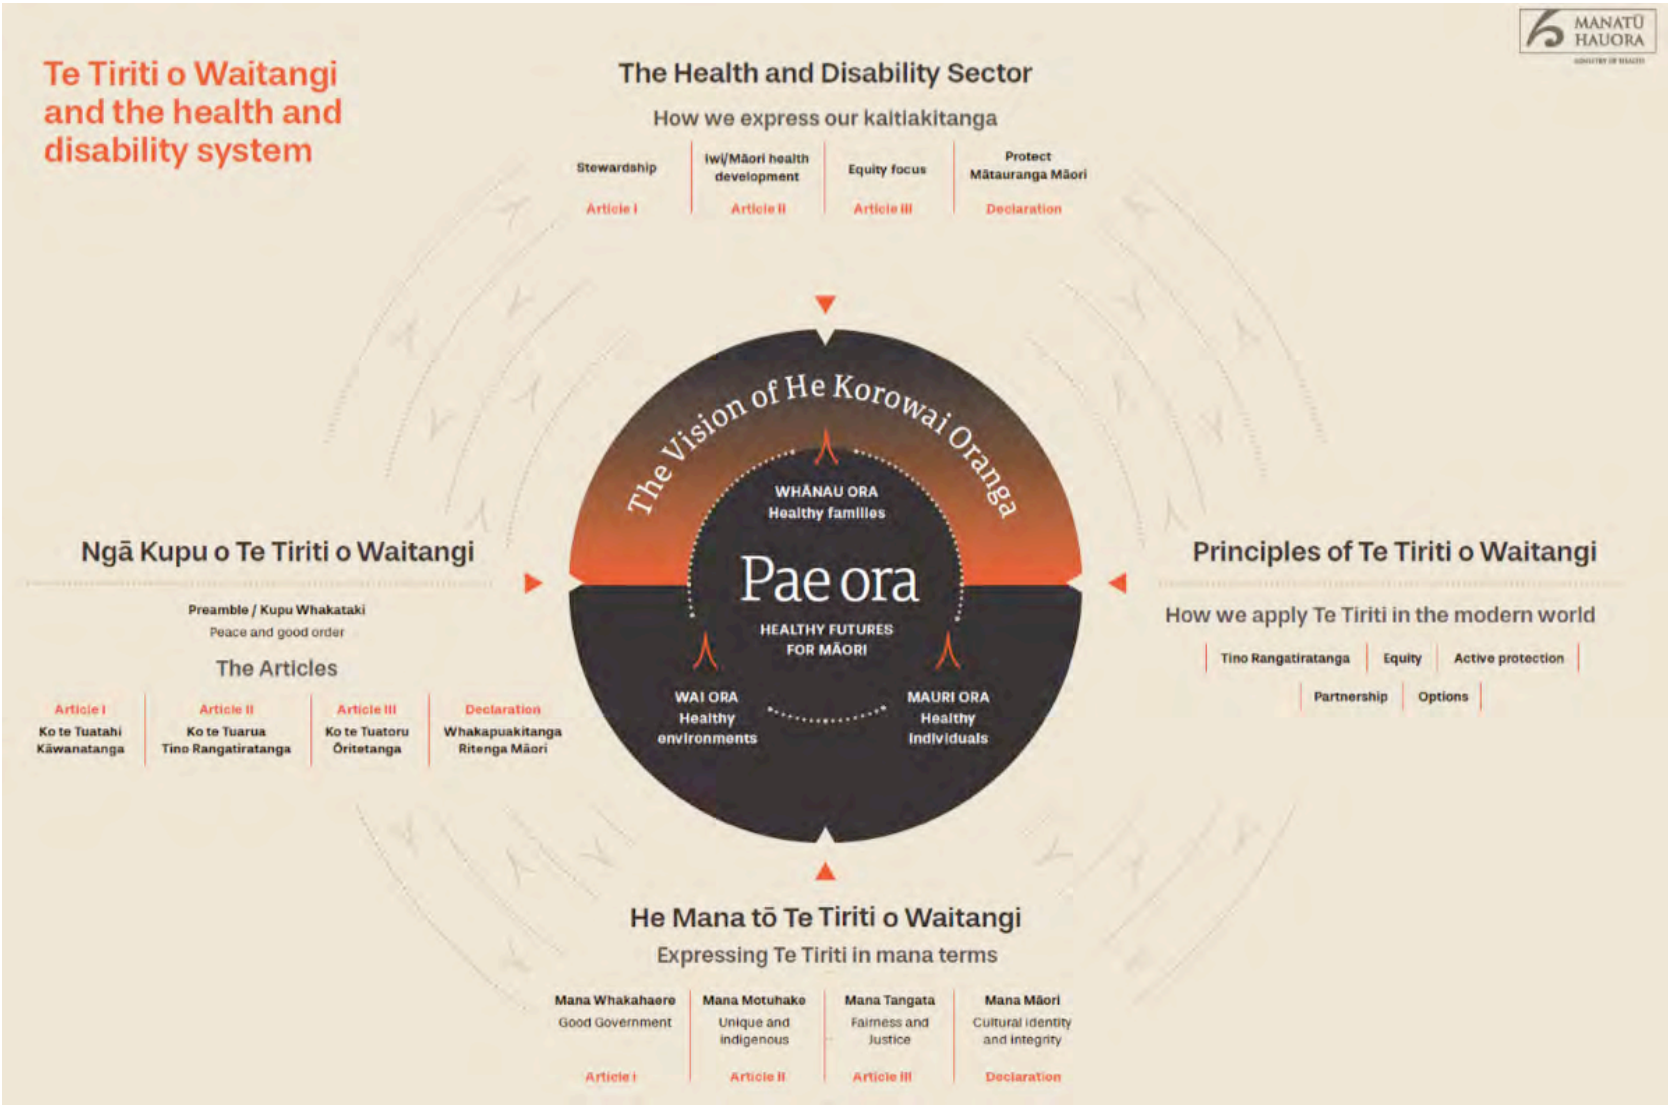 Te Tiriti o Waitangi
and the health and
disability system
MANATŪ
HAUORA
MINISTRY OF HEALTH
The Health and Disability Sector
How we express our kaitiakitanga
Stewardship
Article I
Iwi/Māori health
development
Article II
Equity focus
Article III
Protect
Mātauranga Māori
Declaration
The Vision of He Korowai Oranga
WHĀNAU ORA
Healthy families
Pae ora
HEALTHY FUTURES
FOR MĀORI
WAI ORA
Healthy
environments
MAURI ORA
Healthy
individuals
Ngā Kupu o Te Tiriti o Waitangi
Preamble / Kupu Whakataki
Peace and good order
The Articles
Article I
Ko te Tuatahi
Kāwanatanga
Article II
Ko te Tuarua
Tino Rangatiratanga
Article III
Ko te Tuatoru
Ōritetanga
Declaration
Whakapuakitanga
Ritenga Māori
Principles of Te Tiriti o Waitangi
How we apply Te Tiriti in the modern world
Tino Rangatiratanga
Equity
Active protection
Partnership
Options
He Mana tō Te Tiriti o Waitangi
Expressing Te Tiriti in mana terms
Mana Whakahaere
Good Government
Article I
Mana Motuhake
Unique and
indigenous
Article II
Mana Tangata
Fairness and
Justice
Article III
Mana Māori
Cultural identity
and integrity
Declaration